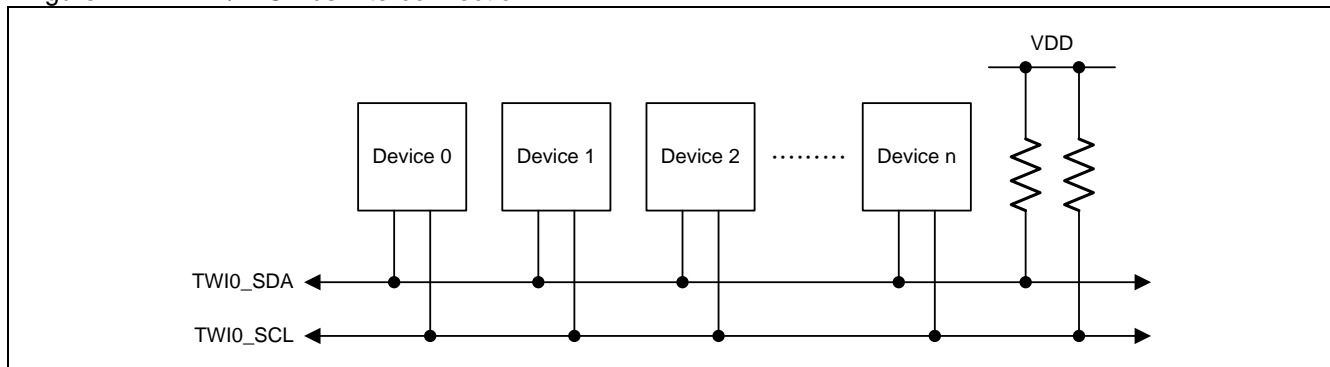 VDD
Device 0 Device 1 Device 2 ········· Device n
TWI0_SDA
TWI0_SCL